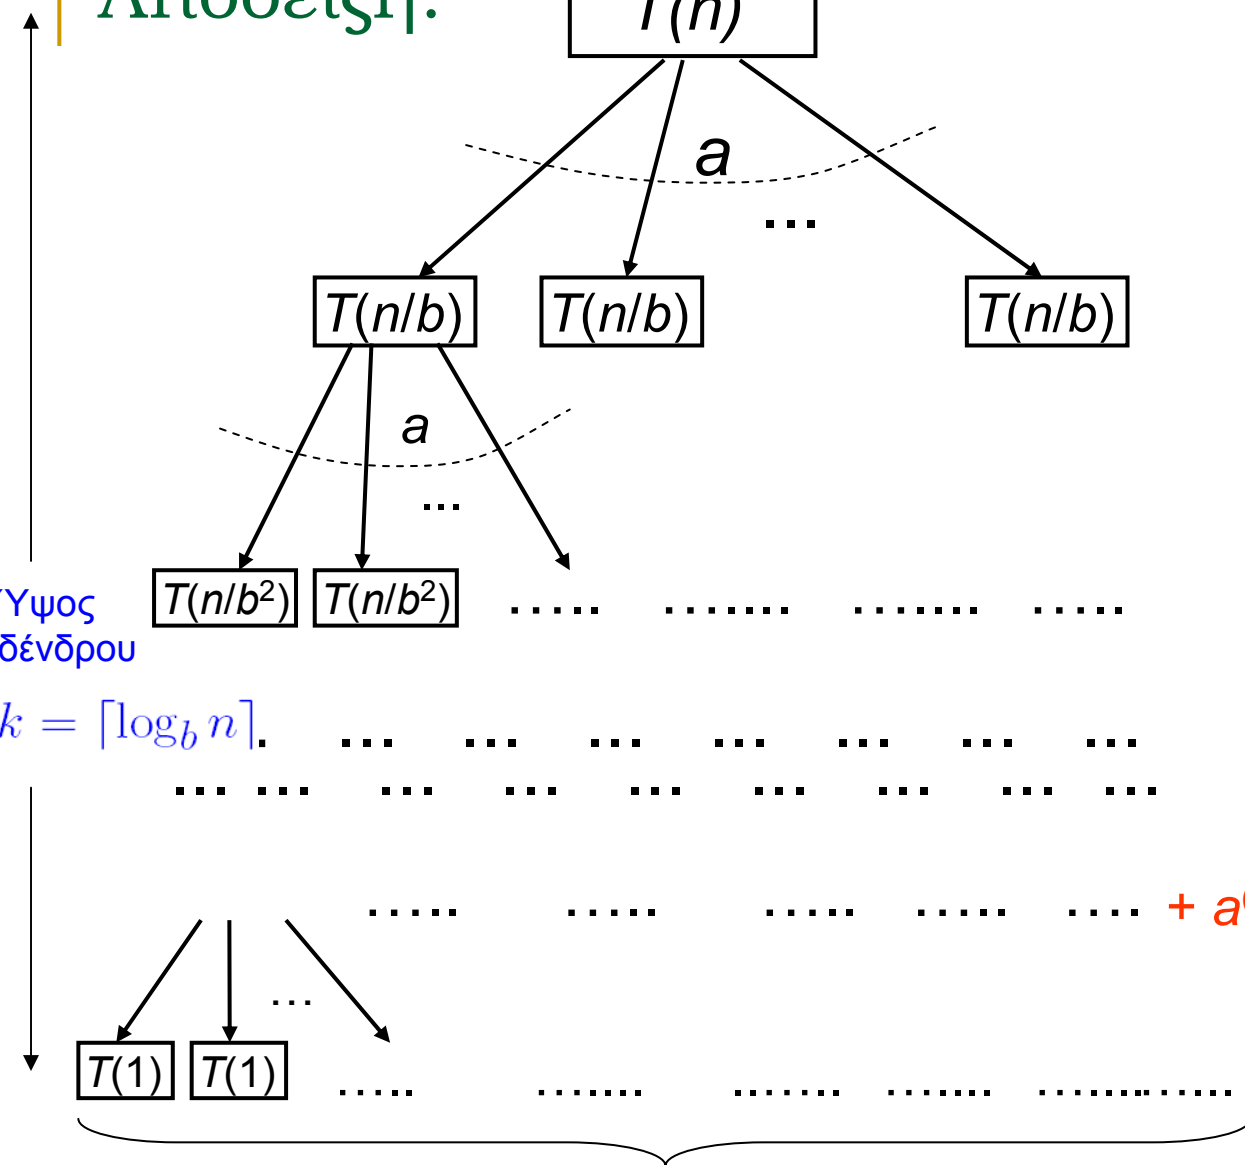 Απόδειξη:
T(n)
a
...
T(n/b) T(n/b) T(n/b)
a
...
T(n/b²) T(n/b²) ..... ....... ....... .....
Ύψος
δένδρου
k = ⌈log_b n⌉
. ... ... ... ... ... ... ...
... ... ... ... ... ... ... ... ...
..... ..... ..... ..... .... + a
...
T(1) T(1) ..... ...... ...... ...... ............